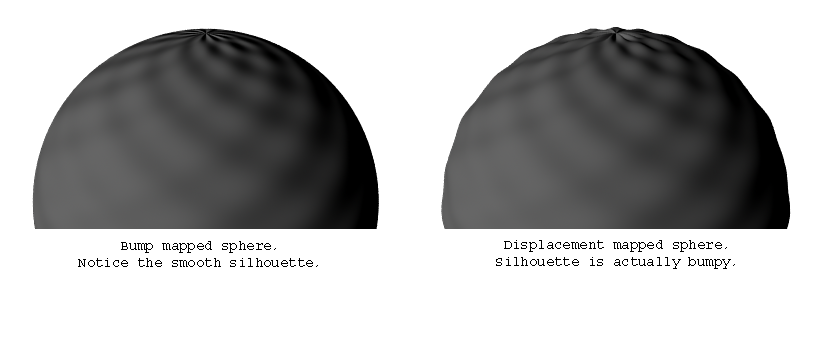 Bump mapped sphere.
Notice the smooth silhouette.
Displacement mapped sphere.
Silhouette is actually bumpy.